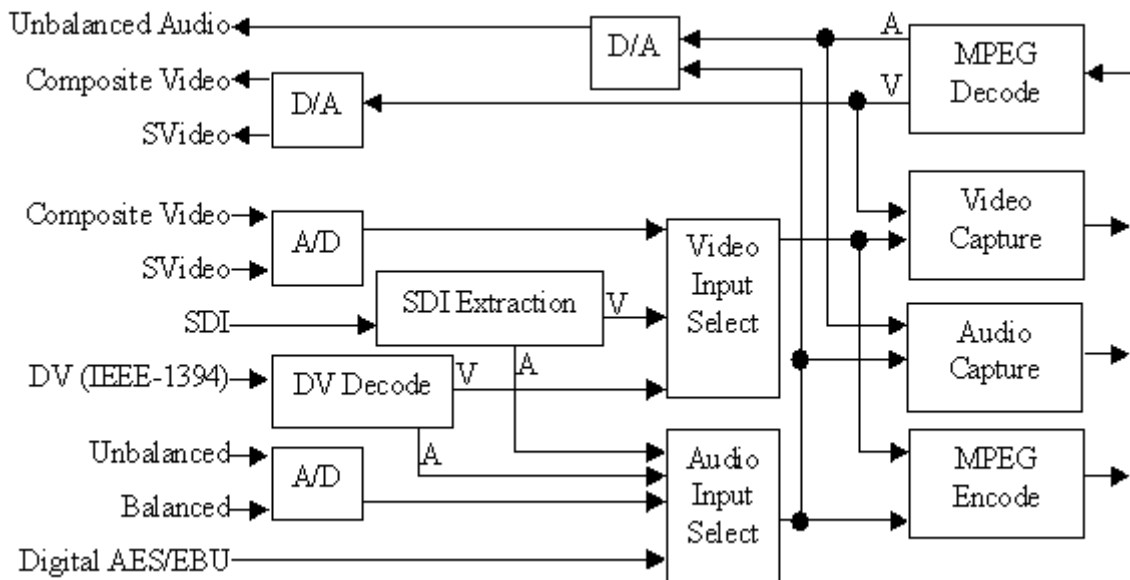 Unbalanced Audio
D/A
A
MPEG
Decode
Composite Video
D/A
V
SVideo
Composite Video
A/D
SVideo
Video
Input
Select
Video
Capture
SDI
SDI Extraction
V
A
DV (IEEE-1394)
DV Decode
V
A
Audio
Capture
Unbalanced
A/D
Balanced
Digital AES/EBU
Audio
Input
Select
MPEG
Encode